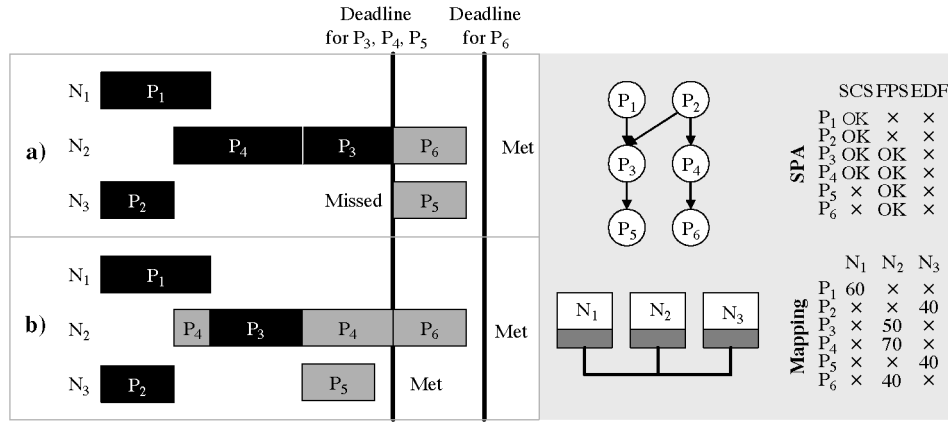 Deadline for P3, P4, P5
Deadline for P6
a)
N1 P1
N2 P4 P3 P6 Met
N3 P2 Missed P5
b)
N1 P1
N2 P4 P3 P4 P6 Met
N3 P2 P5 Met
P1 P2
P3 P4
P5 P6
N1 N2 N3
SPA
SCS FPS EDF
P1 OK × ×
P2 OK × ×
P3 OK OK ×
P4 OK OK ×
P5 × OK ×
P6 × OK ×
Mapping
N1 N2 N3
P1 60 × ×
P2 × × 40
P3 × 50 ×
P4 × 70 ×
P5 × × 40
P6 × 40 ×